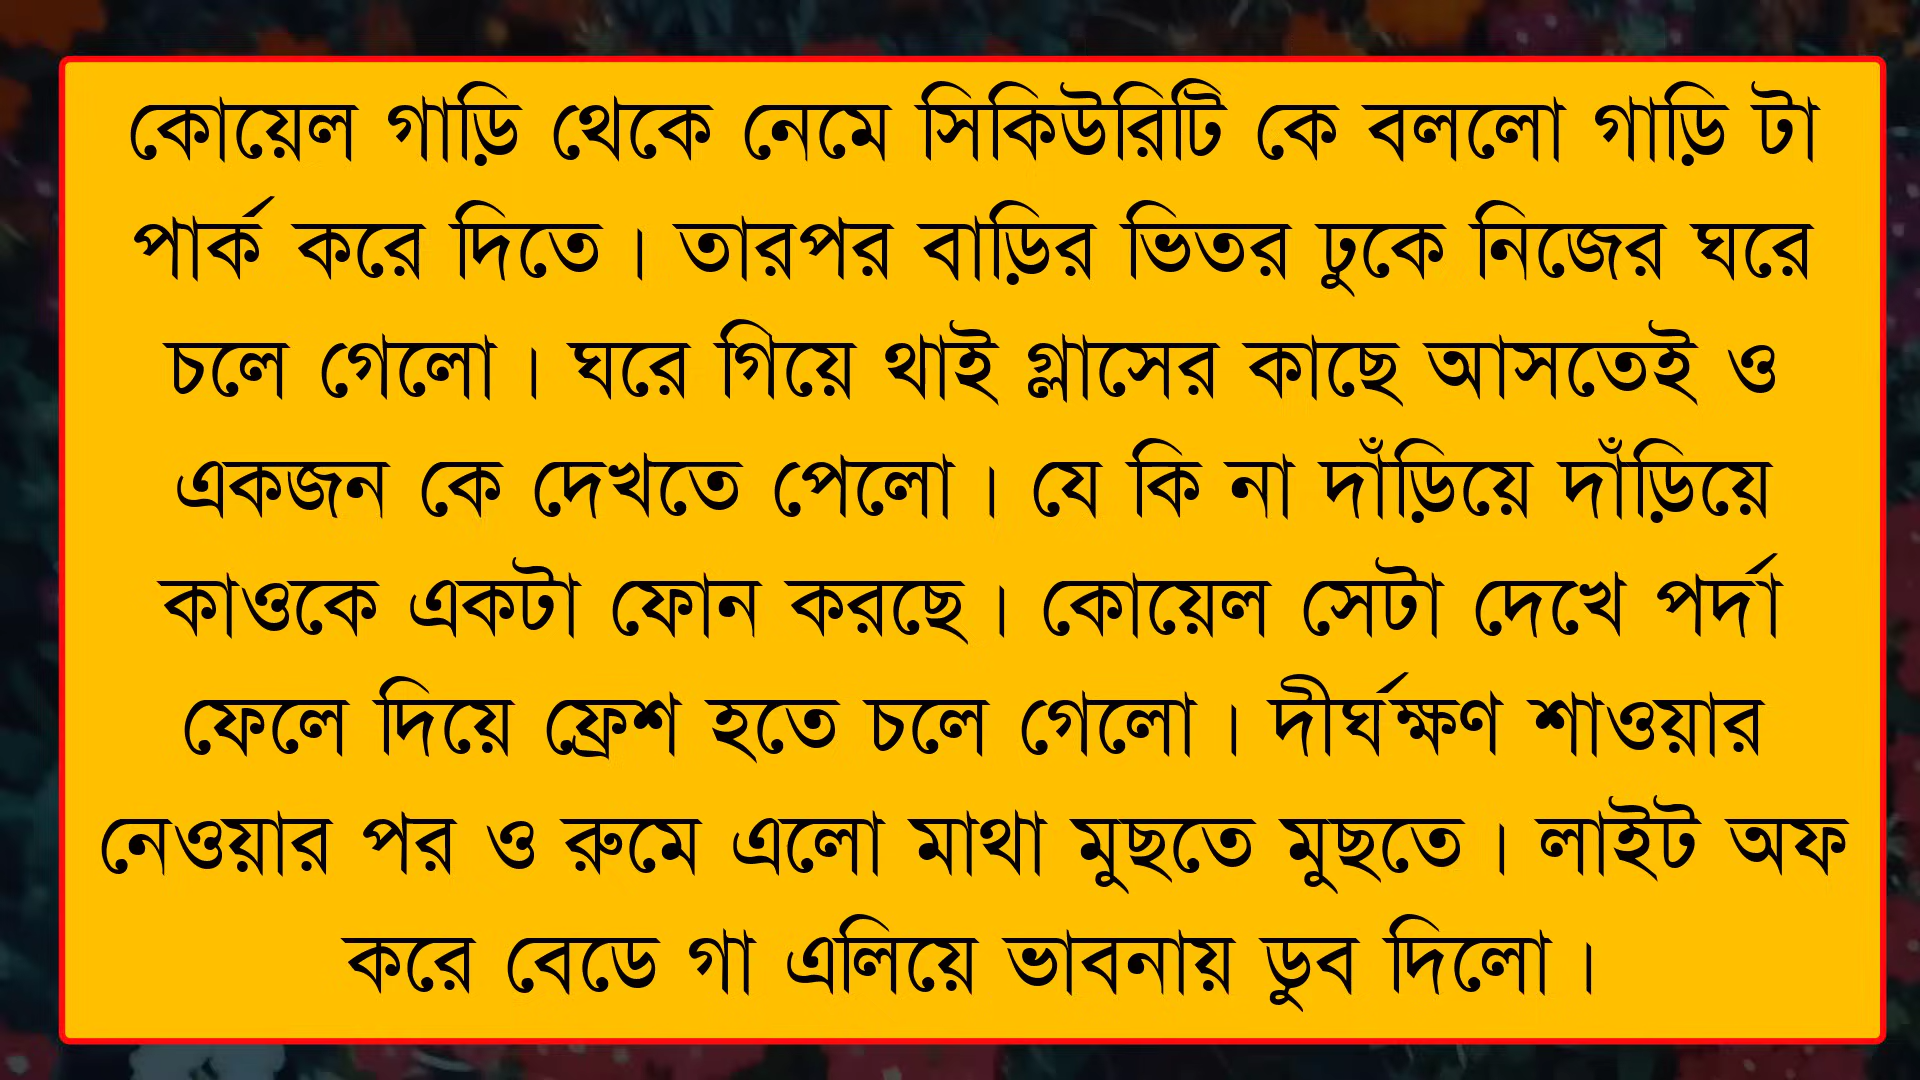 কোয়েল গাড়ি থেকে নেমে সিকিউরিটি কে বললো গাড়ি টা
পার্ক করে দিতে । তারপর বাড়ির ভিতর ঢুকে নিজের ঘরে
চলে গেলো । ঘরে গিয়ে থাই গ্লাসের কাছে আসতেই ও
একজন কে দেখতে পেলো । যে কি না দাঁড়িয়ে দাঁড়িয়ে
কাওকে একটা ফোন করছে । কোয়েল সেটা দেখে পর্দা
ফেলে দিয়ে ফ্রেশ হতে চলে গেলো । দীর্ঘক্ষণ শাওয়ার
নেওয়ার পর ও রুমে এলো মাথা মুছতে মুছতে । লাইট অফ
করে বেডে গা এলিয়ে ভাবনায় ডুব দিলো ।